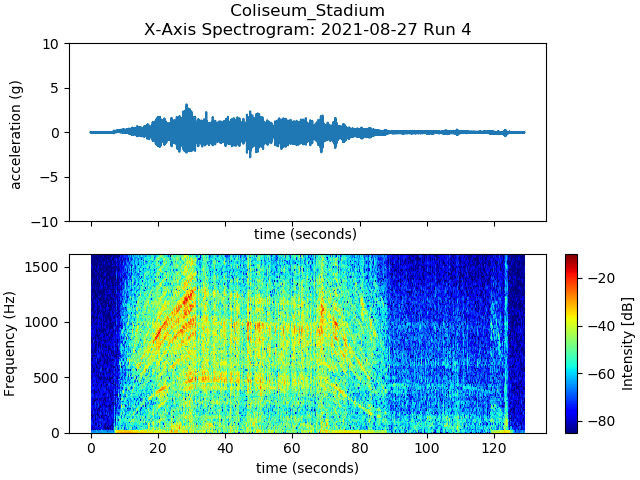 Coliseum_Stadium
X-Axis Spectrogram: 2021-08-27 Run 4
10
5
0
−5
−10
acceleration (g)
time (seconds)
1500
1000
500
0
Frequency (Hz)
0 20 40 60 80 100 120
time (seconds)
−20
−40
−60
−80
Intensity [dB]